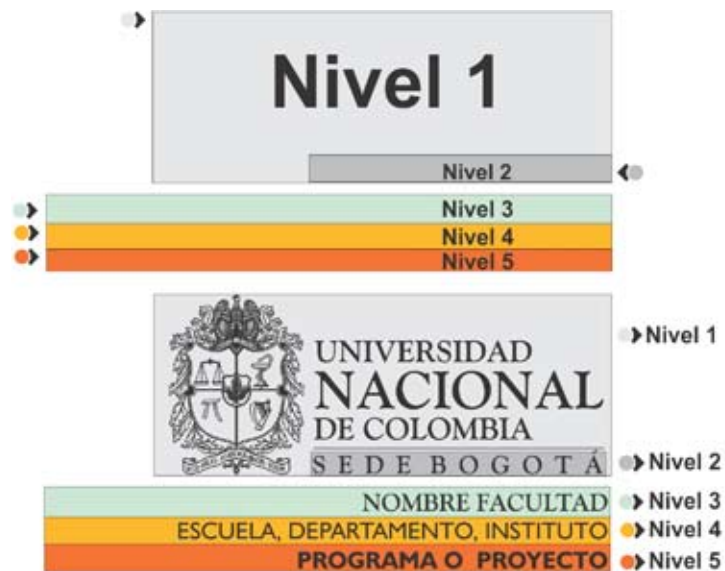 Nivel 1
Nivel 2
Nivel 3
Nivel 4
Nivel 5
UNIVERSIDAD
NACIONAL
DE COLOMBIA
SEDE BOGOTÁ
NOMBRE FACULTAD
ESCUELA, DEPARTAMENTO, INSTITUTO
PROGRAMA O PROYECTO
Nivel 1
Nivel 2
Nivel 3
Nivel 4
Nivel 5